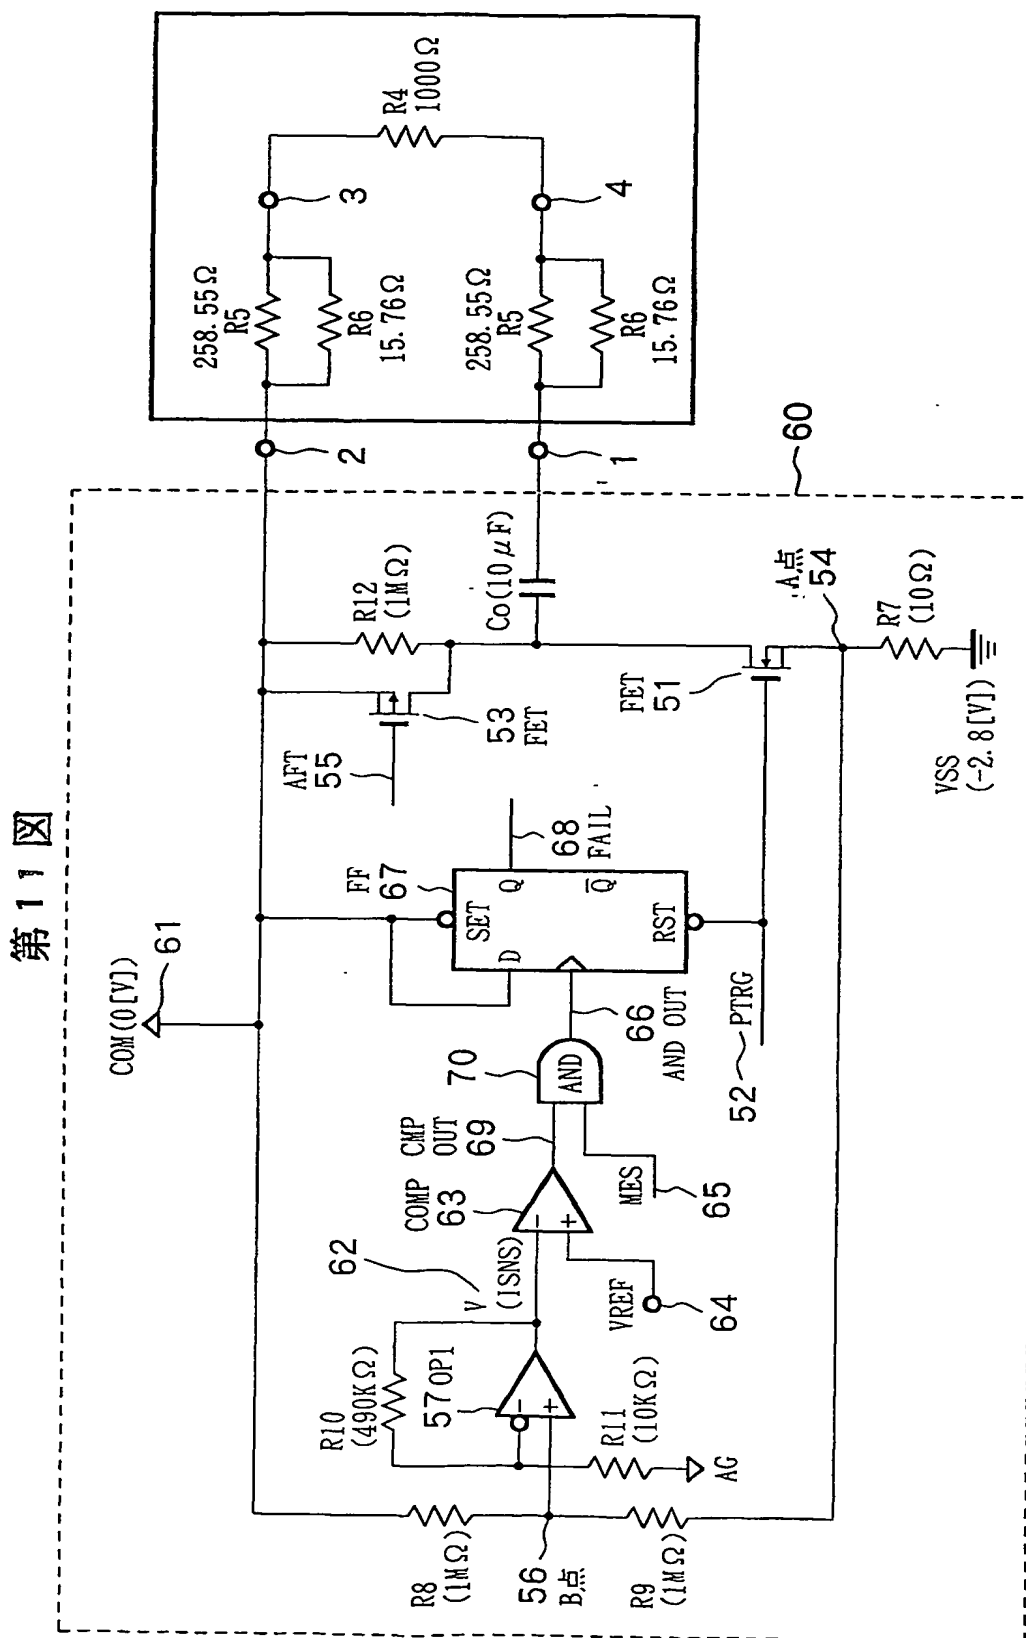 第11図
COM(0[V])
61
R8
(1MΩ)
56
B点
R9
(1MΩ)
R10
(490KΩ)
57 OP1
-
+
R11
(10KΩ)
AG
62
V
(ISNS)
VREF
64
COMP
63
-
+
CMP
OUT
69
MES
65
70
AND
66
AND OUT
52 PTRG
FF
67
SET
D
Q
Q̅
RST
68
FAIL
AFT
55
53
FET
R12
(1MΩ)
Co(10μF)
FET
51
A点
54
R7
(10Ω)
VSS
(-2.8[V])
60
2
1
258.55Ω
R5
R6
15.76Ω
258.55Ω
R5
R6
15.76Ω
3
4
R4
1000Ω